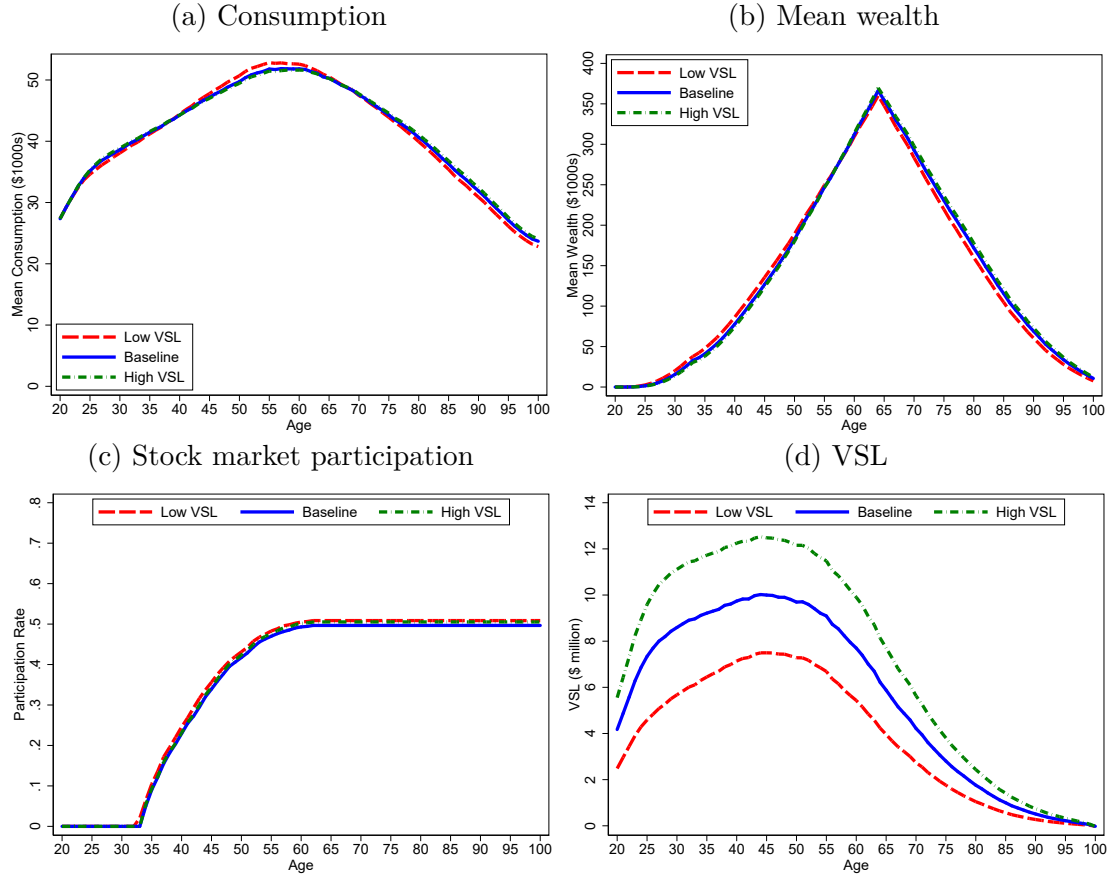 (a) Consumption
Mean Consumption ($1000s)
50
40
30
20
10
0
Low VSL
Baseline
High VSL
20 25 30 35 40 45 50 55 60 65 70 75 80 85 90 95 100
Age
(b) Mean wealth
Mean Wealth ($1000s)
400
350
300
250
200
150
100
50
0
Low VSL
Baseline
High VSL
20 25 30 35 40 45 50 55 60 65 70 75 80 85 90 95 100
Age
(c) Stock market participation
Participation Rate
.8
.7
.6
.5
.4
.3
.2
.1
0
Low VSL Baseline High VSL
20 25 30 35 40 45 50 55 60 65 70 75 80 85 90 95 100
Age
(d) VSL
VSL ($ million)
14
12
10
8
6
4
2
0
Low VSL Baseline High VSL
20 25 30 35 40 45 50 55 60 65 70 75 80 85 90 95 100
Age